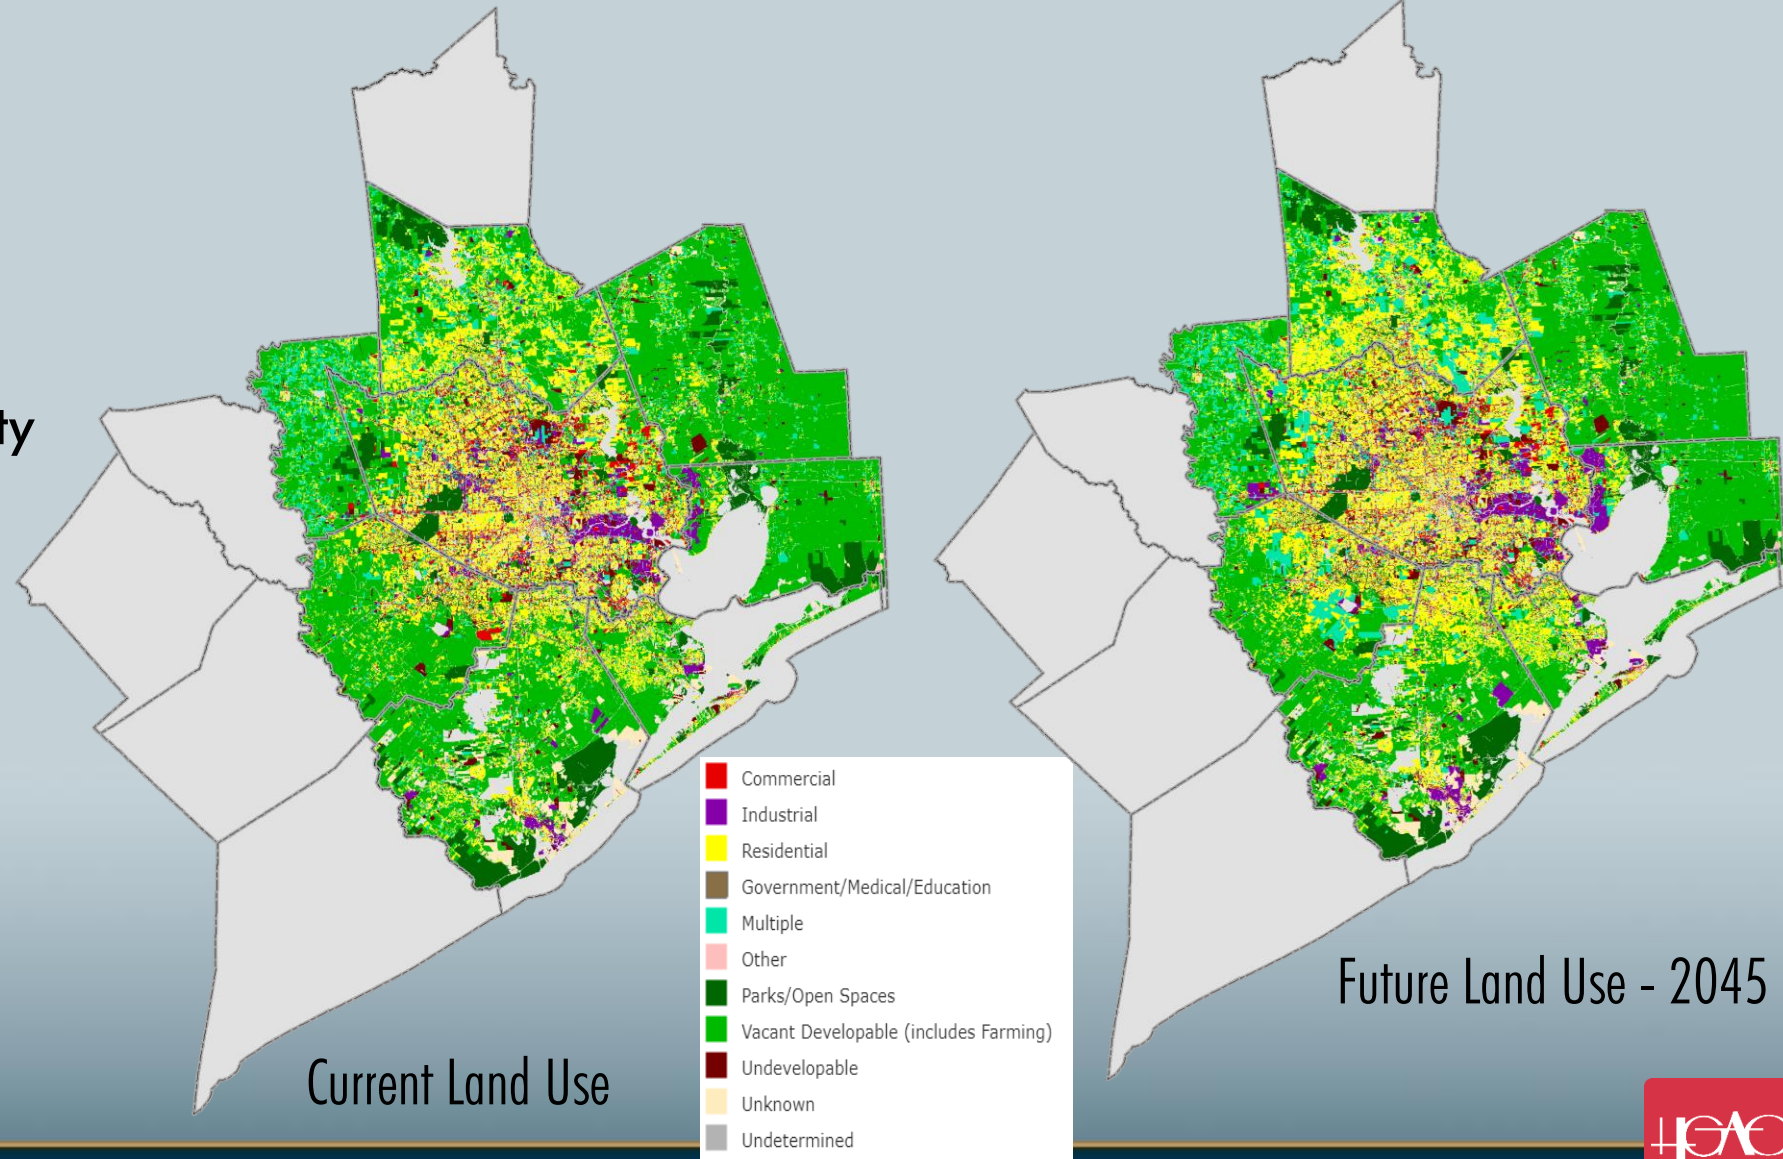 ty
Commercial
Industrial
Residential
Government/Medical/Education
Multiple
Other
Parks/Open Spaces
Vacant Developable (includes Farming)
Undevelopable
Unknown
Undetermined
Current Land Use
Future Land Use - 2045
HGAC